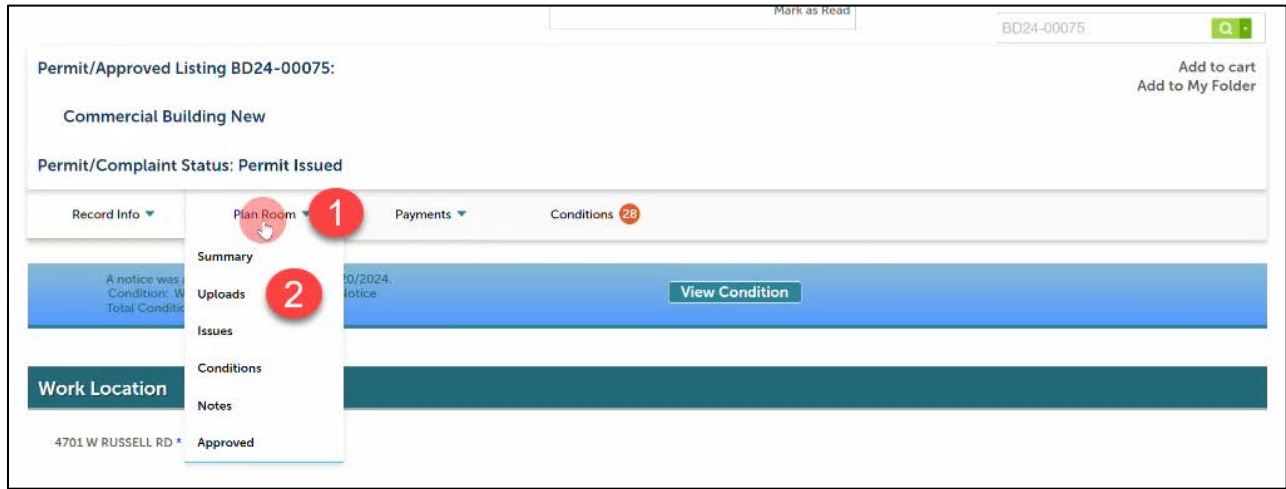 Mark as Read
BD24-00075
Permit/Approved Listing BD24-00075:
Add to cart
Add to My Folder
Commercial Building New
Permit/Complaint Status: Permit Issued
Record Info
Plan Room
1
Payments
Conditions 28
Summary
A notice was
20/2024.
Condition: W
Notice
Total Conditio
Uploads
2
View Condition
Issues
Conditions
Work Location
Notes
4701 W RUSSELL RD *
Approved